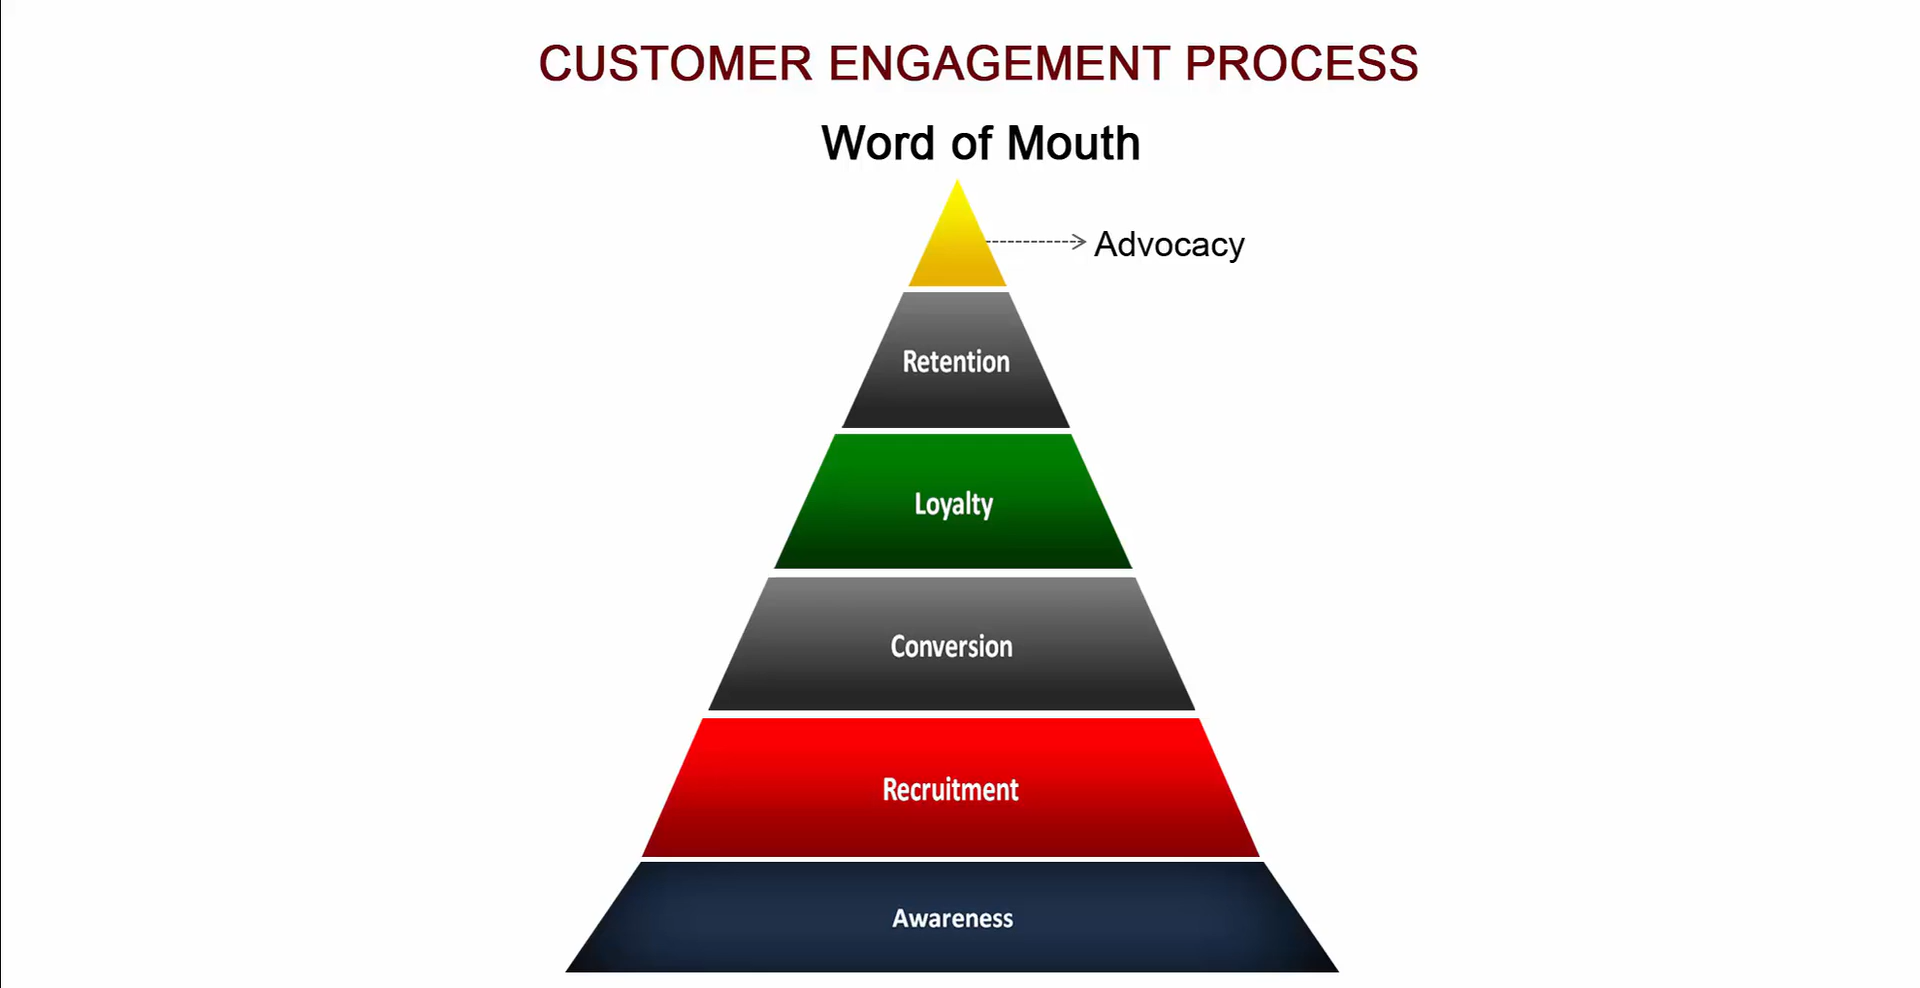 CUSTOMER ENGAGEMENT PROCESS
Word of Mouth
Advocacy
Retention
Loyalty
Conversion
Recruitment
Awareness